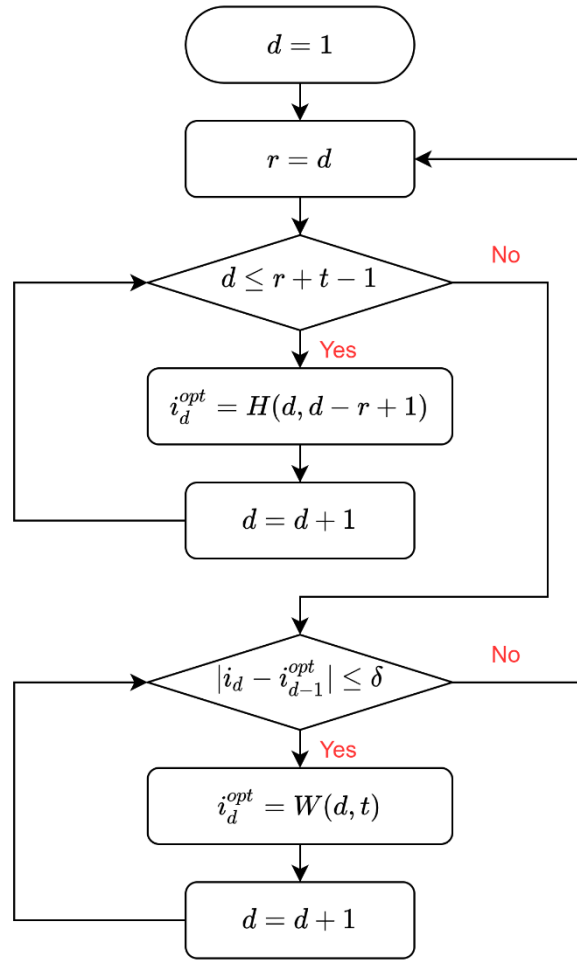 d = 1
r = d
d ≤ r + t − 1
No
Yes
i_d^{opt} = H(d, d − r + 1)
d = d + 1
|i_d − i_{d−1}^{opt}| ≤ δ
No
Yes
i_d^{opt} = W(d, t)
d = d + 1